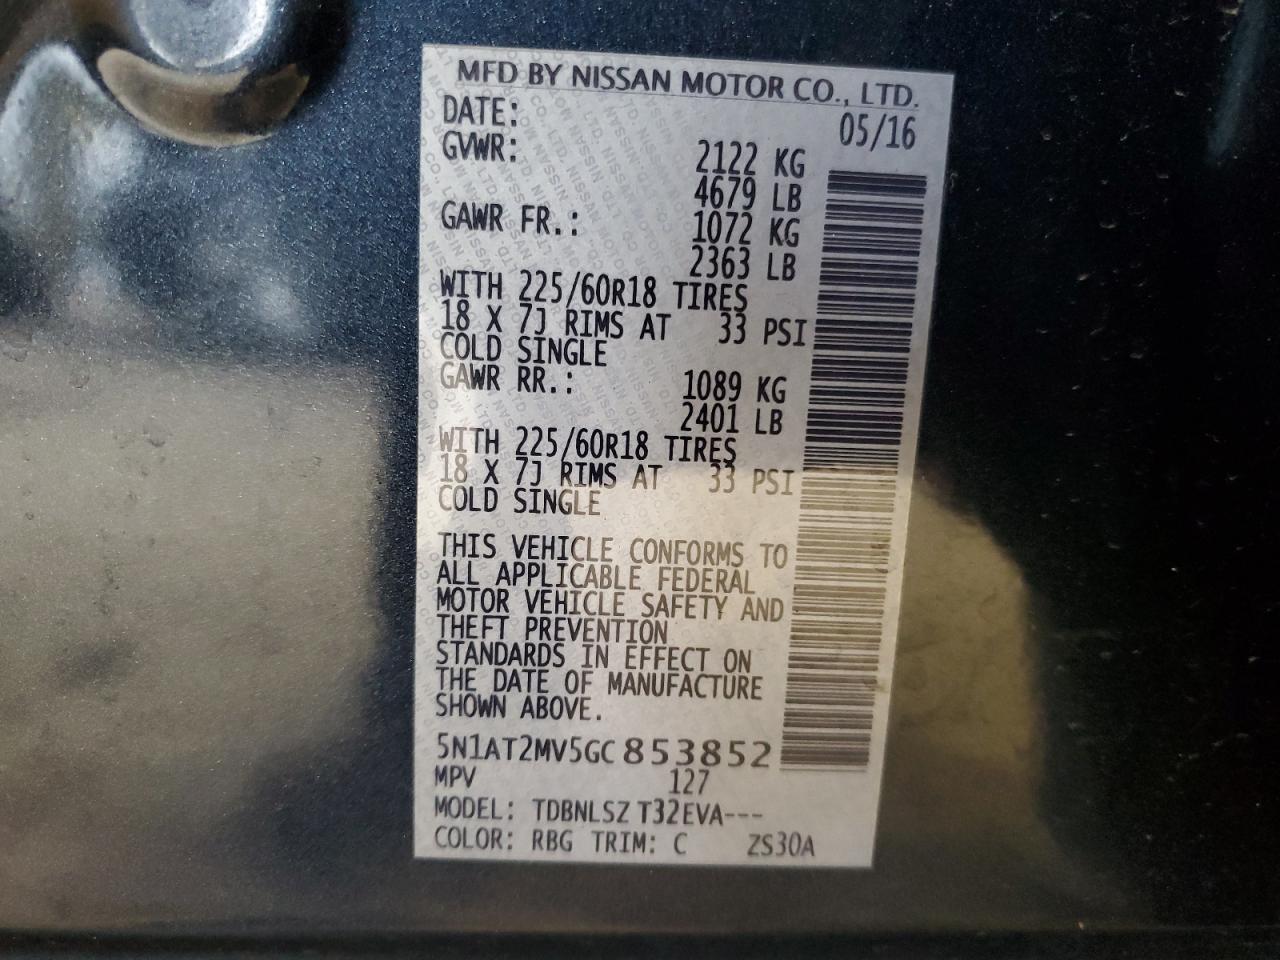 MFD BY NISSAN MOTOR CO., LTD.
DATE: 05/16
GVWR: 2122 KG
4679 LB
GAWR FR.: 1072 KG
2363 LB
WITH 225/60R18 TIRES
18 X 7J RIMS AT 33 PSI
COLD SINGLE
GAWR RR.: 1089 KG
2401 LB
WITH 225/60R18 TIRES
18 X 7J RIMS AT 33 PSI
COLD SINGLE
THIS VEHICLE CONFORMS TO
ALL APPLICABLE FEDERAL
MOTOR VEHICLE SAFETY AND
THEFT PREVENTION
STANDARDS IN EFFECT ON
THE DATE OF MANUFACTURE
SHOWN ABOVE.
5N1AT2MV5GC853852
MPV 127
MODEL: TDBNLSZ T32EVA---
COLOR: RBG TRIM: C ZS30A